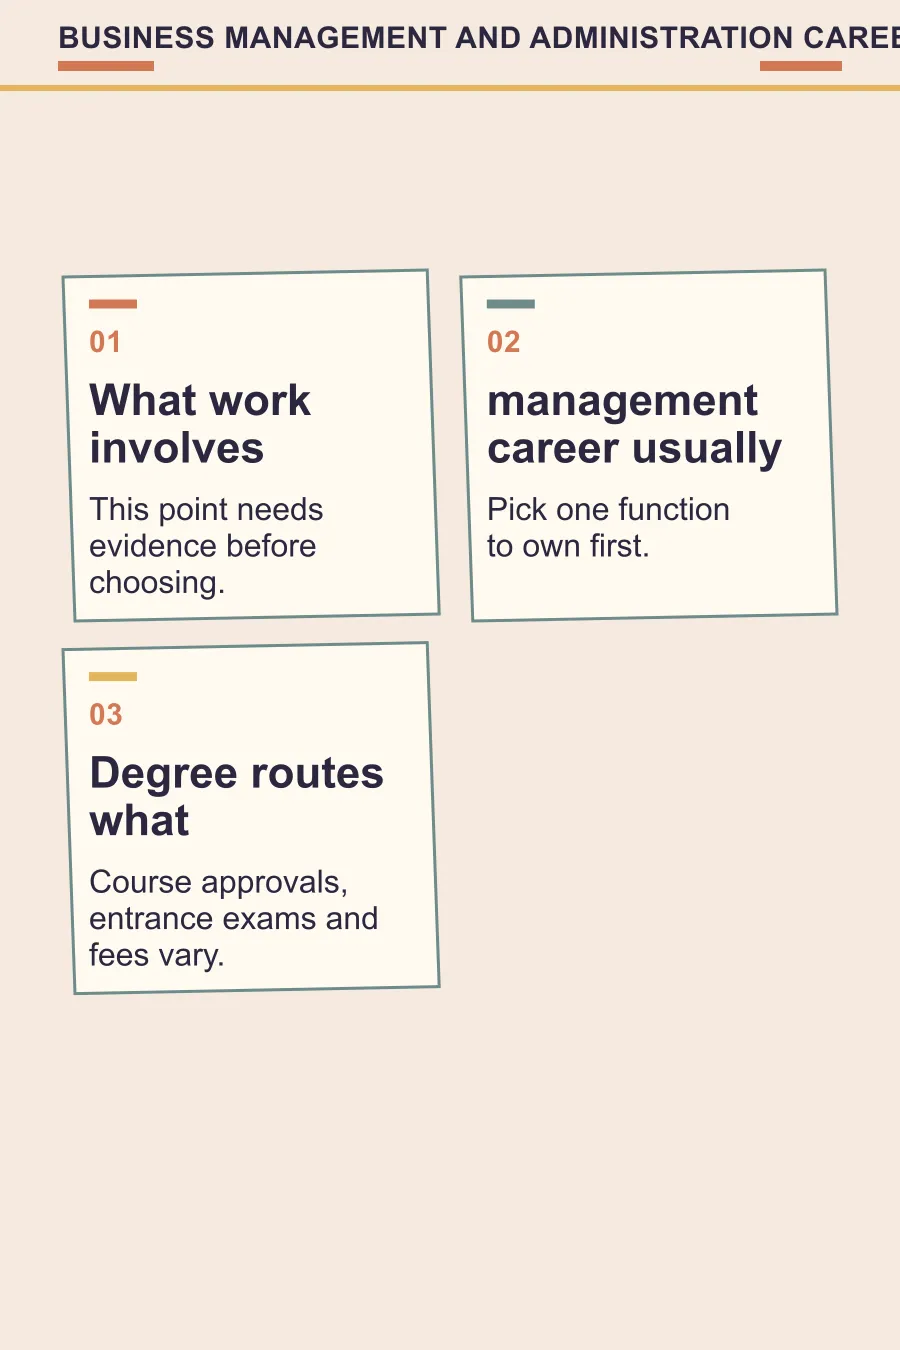 BUSINESS MANAGEMENT AND ADMINISTRATION CAREE
01
What work
involves
This point needs
evidence before
choosing.
02
management
career usually
Pick one function
to own first.
03
Degree routes
what
Course approvals,
entrance exams and
fees vary.